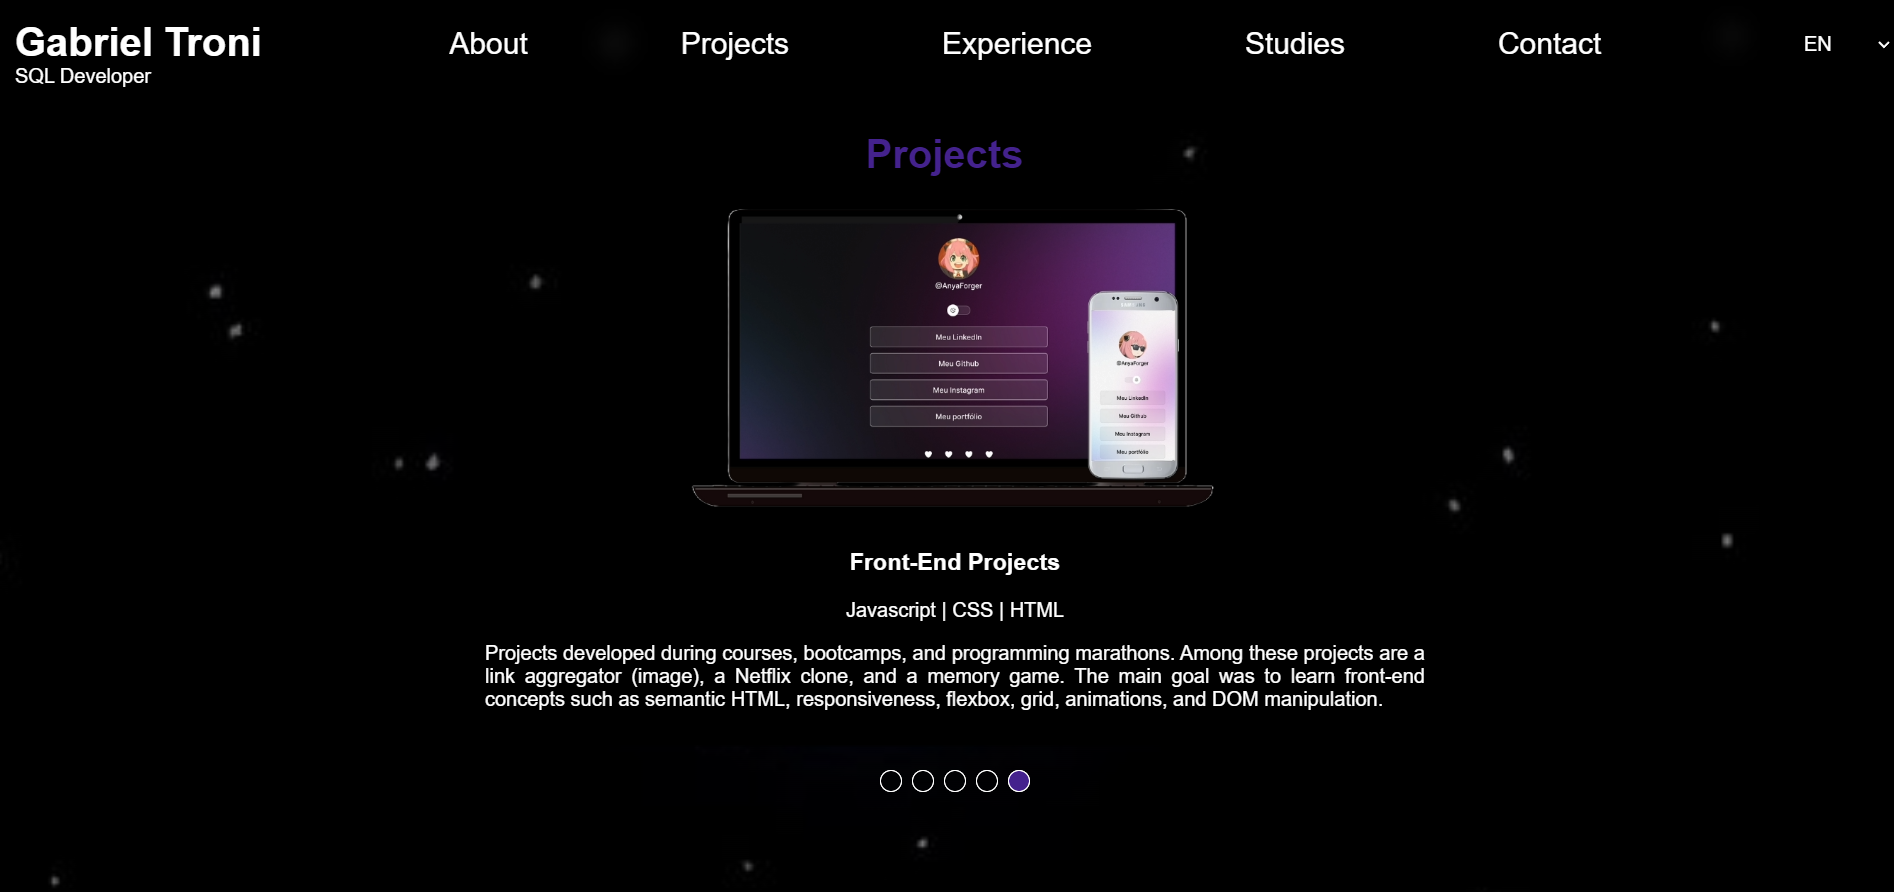 Gabriel Troni
SQL Developer
About
Projects
Experience
Studies
Contact
EN
Projects
@AnyaForger
Meu LinkedIn
Meu Github
Meu Instagram
Meu portfólio
SAMSUNG
@AnyaForger
Meu LinkedIn
Meu Github
Meu Instagram
Meu portfólio
Front-End Projects
Javascript | CSS | HTML
Projects developed during courses, bootcamps, and programming marathons. Among these projects are a
link aggregator (image), a Netflix clone, and a memory game. The main goal was to learn front-end
concepts such as semantic HTML, responsiveness, flexbox, grid, animations, and DOM manipulation.